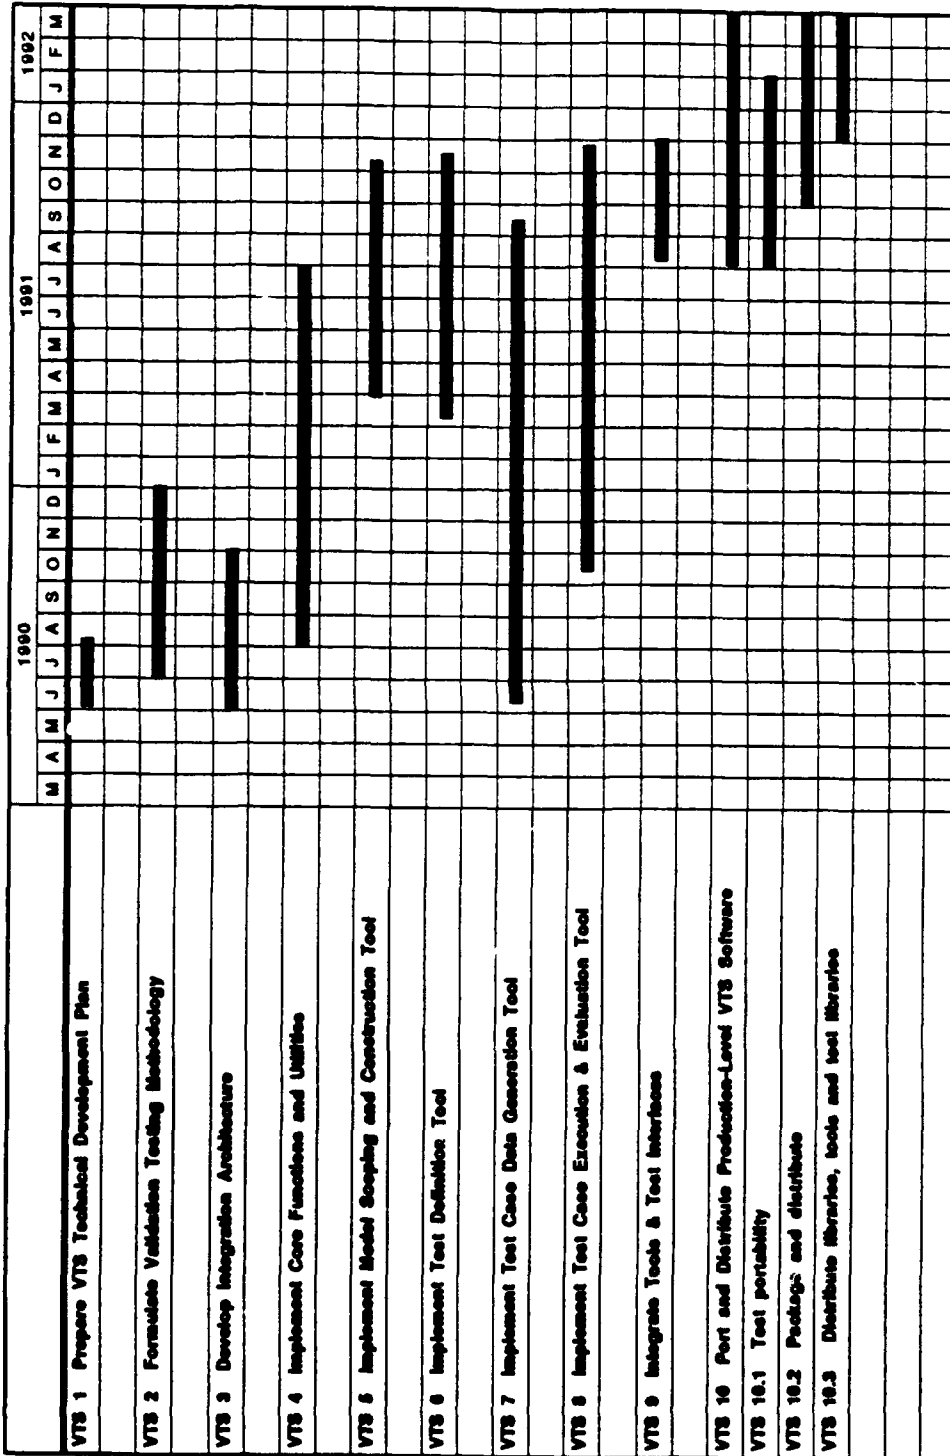 1990 1991 1992
M A M J J A S O N D J F M A M J J A S O N D J F M
VTS 1 Prepare VTS Technical Development Plan
VTS 2 Formulate Validation Testing Methodology
VTS 3 Develop Integration Architecture
VTS 4 Implement Core Functions and Utilities
VTS 5 Implement Model Scoping and Construction Tool
VTS 6 Implement Test Definition Tool
VTS 7 Implement Test Case Data Generation Tool
VTS 8 Implement Test Case Execution & Evaluation Tool
VTS 9 Integrate Tools & Test Interfaces
VTS 10 Port and Distribute Production-Level VTS Software
VTS 10.1 Test portability
VTS 10.2 Package and distribute
VTS 10.3 Distribute libraries, tools and test libraries